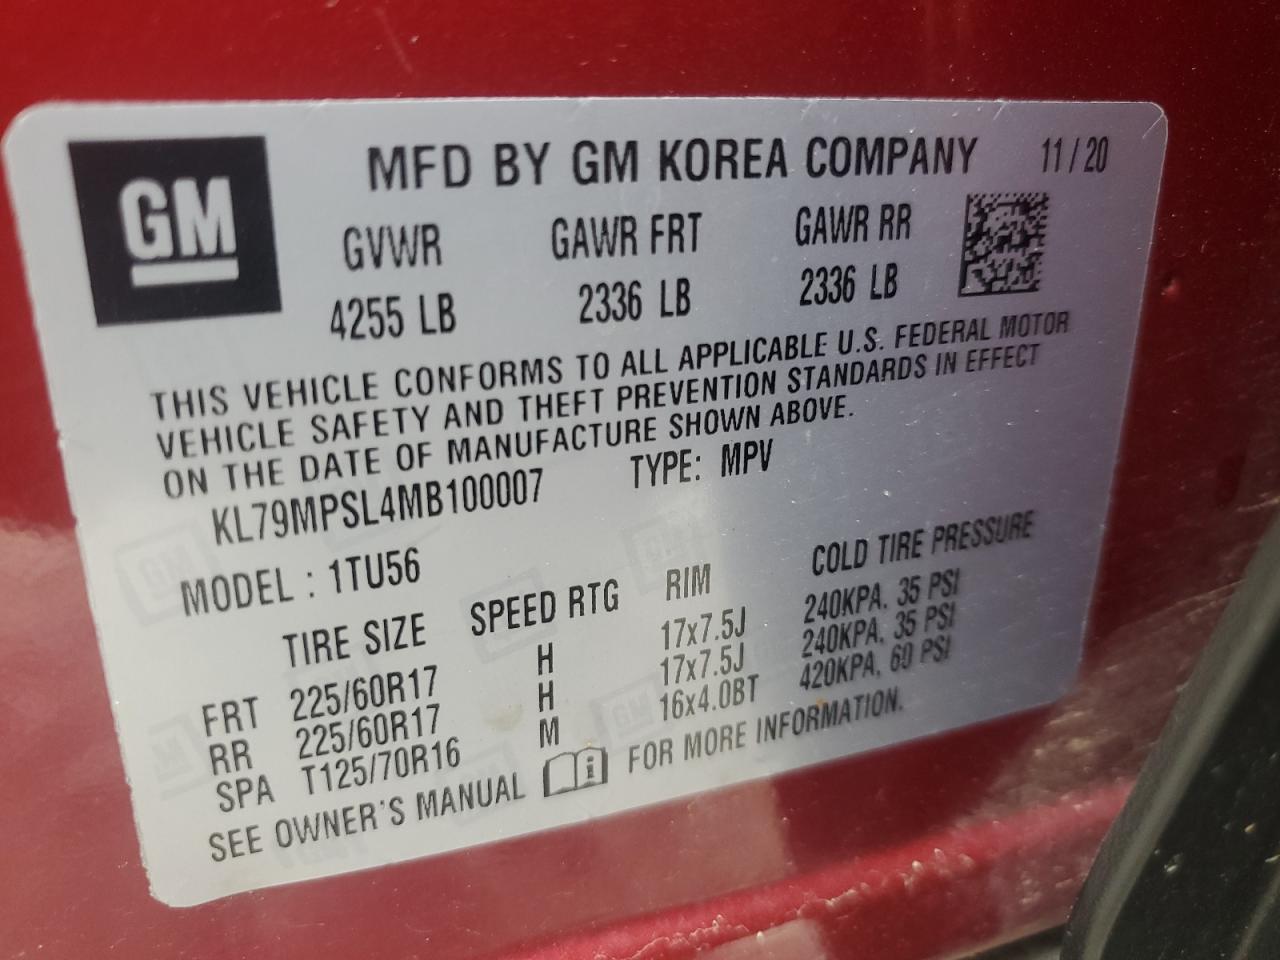 GM
MFD BY GM KOREA COMPANY 11/20
GVWR GAWR FRT GAWR RR
4255 LB 2336 LB 2336 LB
THIS VEHICLE CONFORMS TO ALL APPLICABLE U.S. FEDERAL MOTOR
VEHICLE SAFETY AND THEFT PREVENTION STANDARDS IN EFFECT
ON THE DATE OF MANUFACTURE SHOWN ABOVE.
KL79MPSL4MB100007 TYPE: MPV
MODEL : 1TU56
TIRE SIZE SPEED RTG RIM COLD TIRE PRESSURE
FRT 225/60R17 H 17x7.5J 240KPA, 35 PSI
RR 225/60R17 H 17x7.5J 240KPA, 35 PSI
SPA T125/70R16 M 16x4.0BT 420KPA, 60 PSI
SEE OWNER'S MANUAL i FOR MORE INFORMATION.